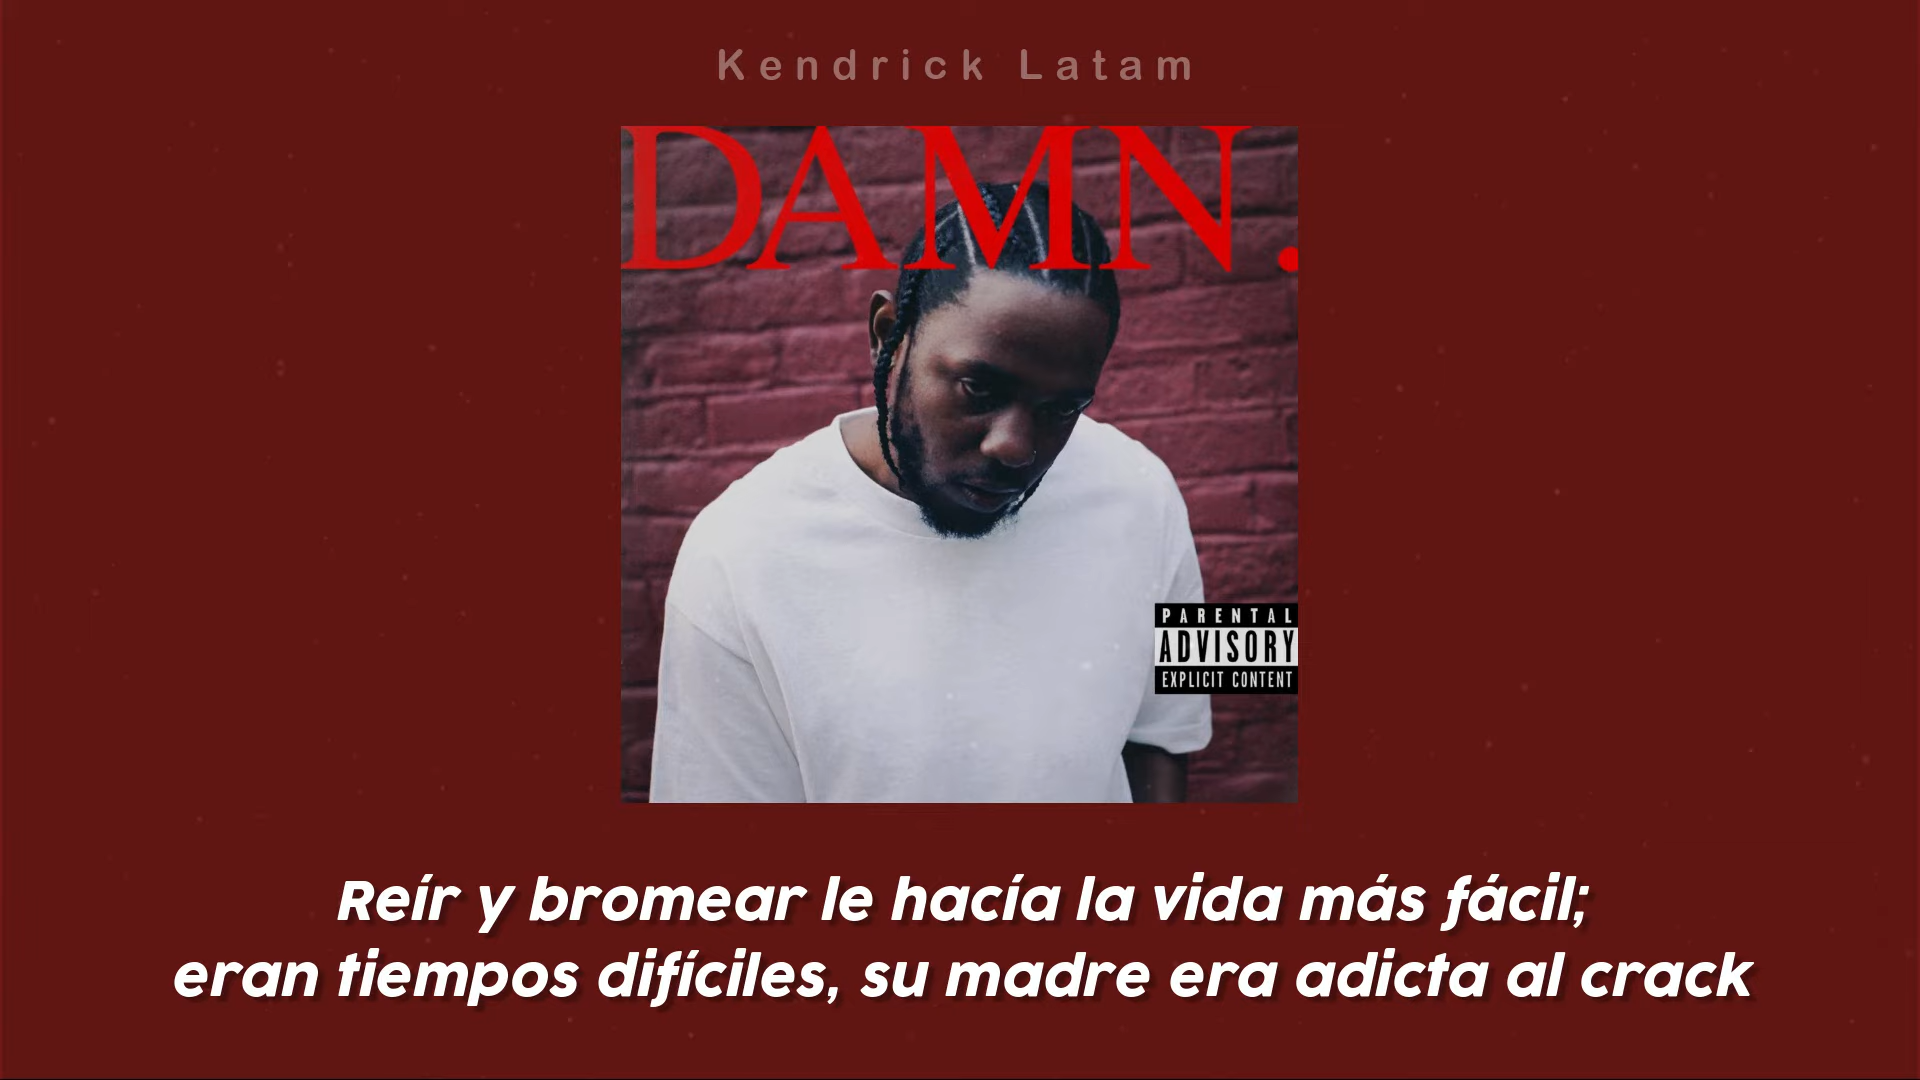 Kendrick Latam
DAMN.
PARENTAL
ADVISORY
EXPLICIT CONTENT
Reír y bromear le hacía la vida más fácil;
eran tiempos difíciles, su madre era adicta al crack